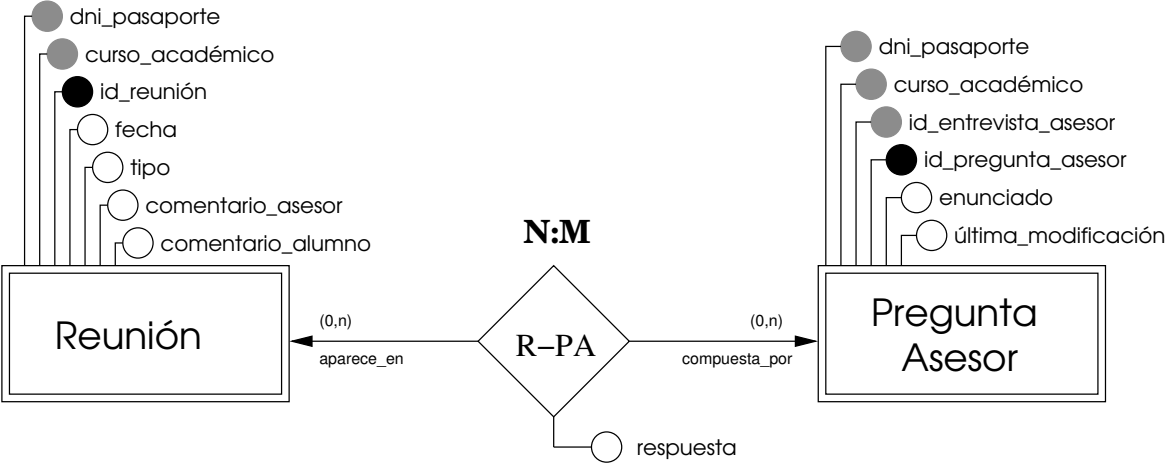 dni_pasaporte
curso_académico
id_reunión
fecha
tipo
comentario_asesor
comentario_alumno
Reunión
N:M
(0,n)
aparece_en
R–PA
(0,n)
compuesta_por
respuesta
dni_pasaporte
curso_académico
id_entrevista_asesor
id_pregunta_asesor
enunciado
última_modificación
Pregunta
Asesor